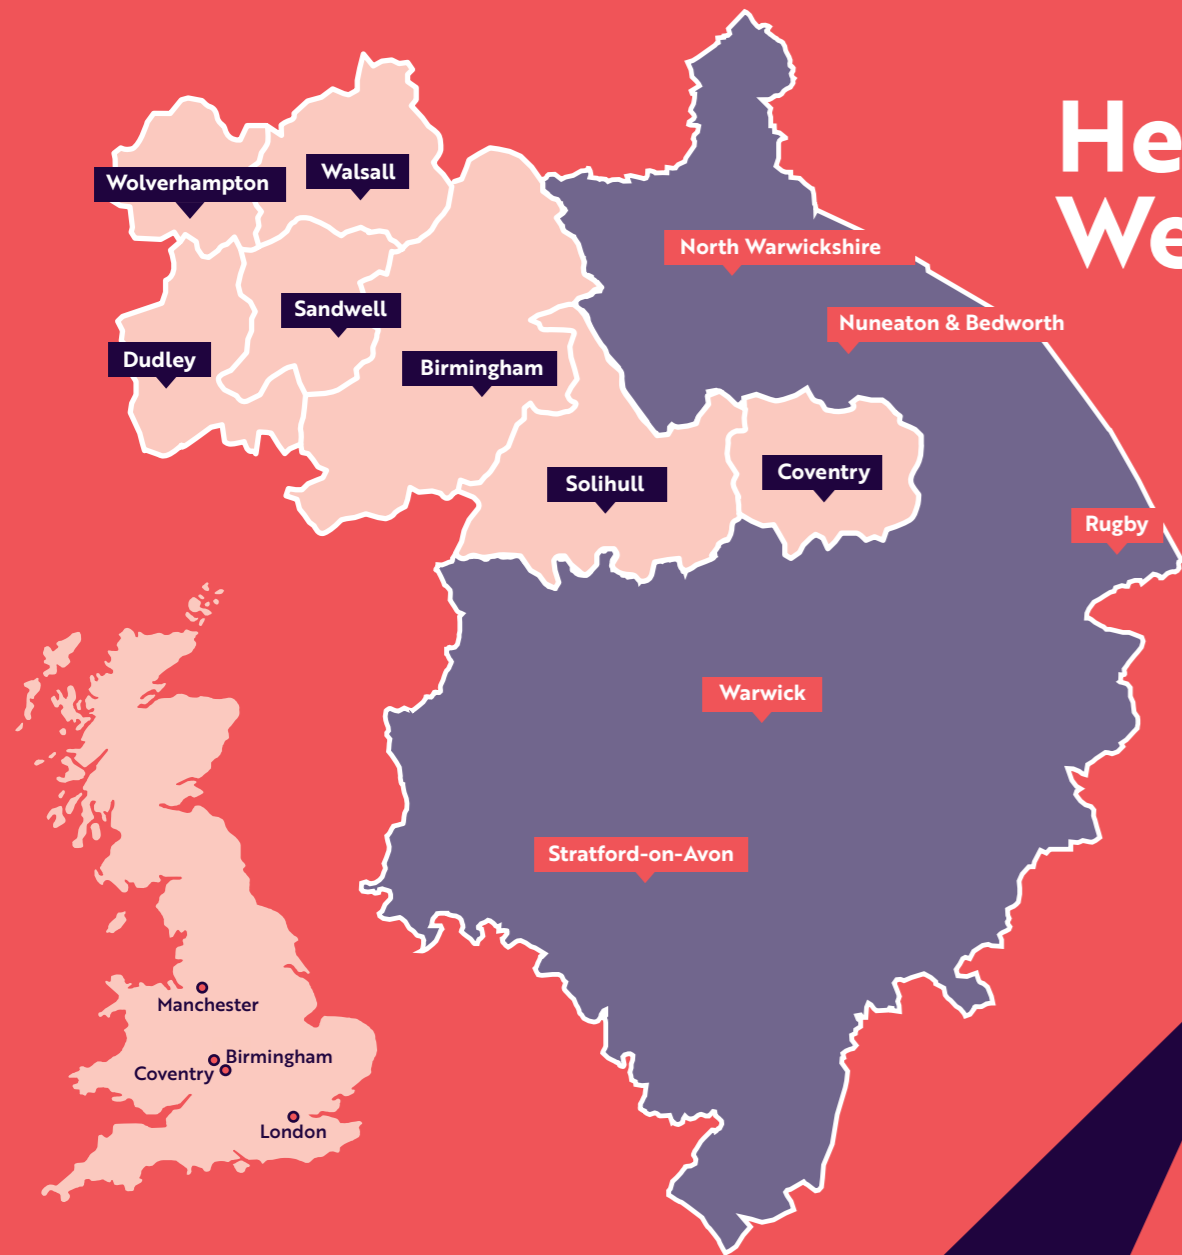 He
We
Wolverhampton
Walsall
North Warwickshire
Sandwell
Nuneaton & Bedworth
Dudley
Birmingham
Solihull
Coventry
Rugby
Warwick
Stratford-on-Avon
Manchester
Birmingham
Coventry
London